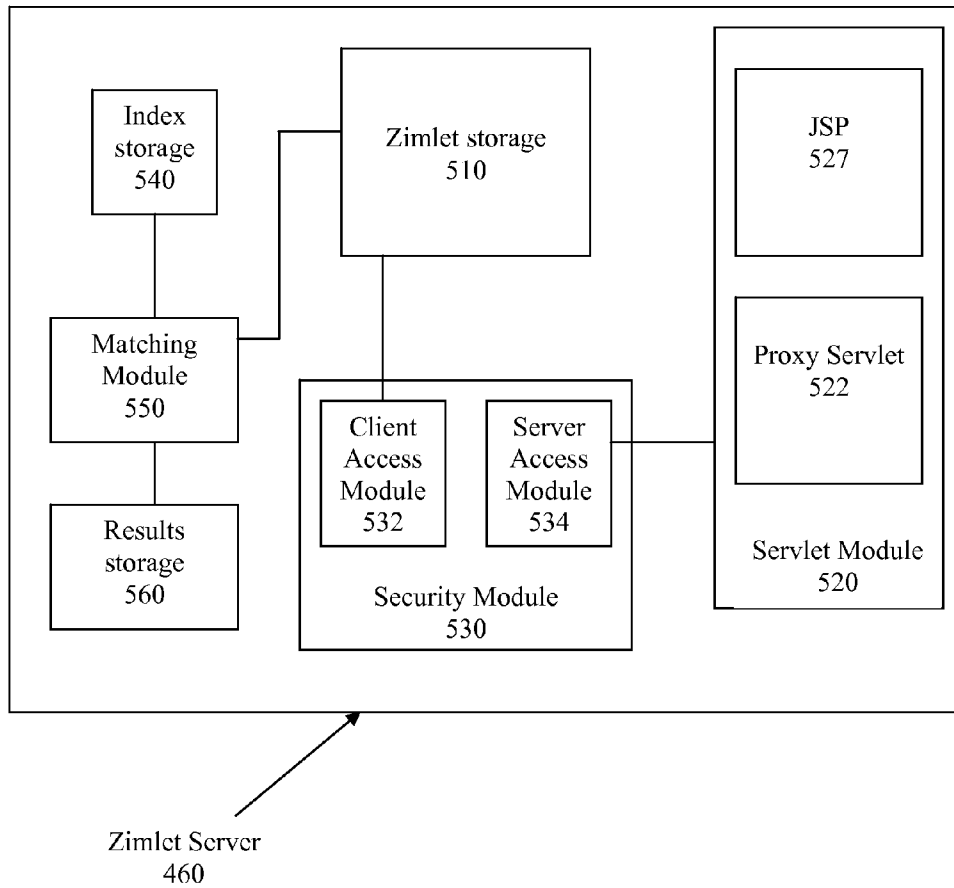 Index
storage
540
Zimlet storage
510
JSP
527
Matching
Module
550
Proxy Servlet
522
Client
Access
Module
532
Server
Access
Module
534
Results
storage
560
Security Module
530
Servlet Module
520
Zimlet Server
460